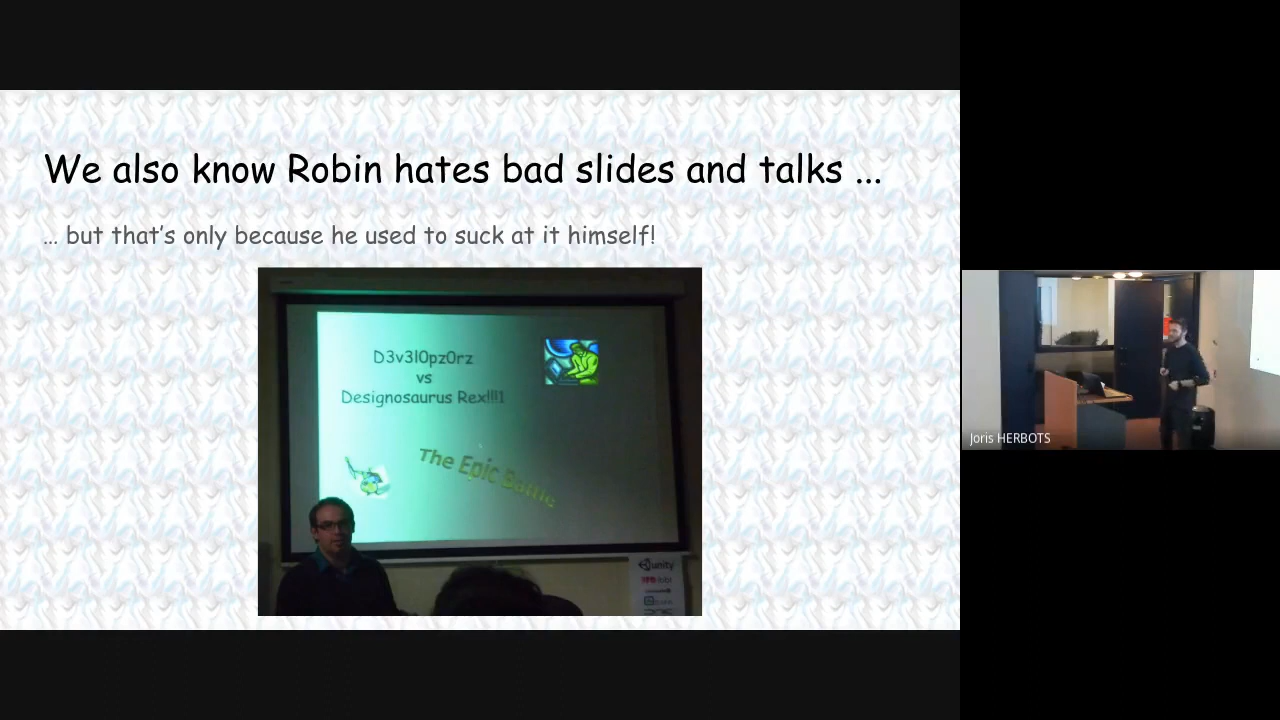 We also know Robin hates bad slides and talks ...
... but that's only because he used to suck at it himself!
D3v3l0pz0rz
vs
Designosaurus Rex!!!1
The Epic Battle
unity
Joris HERBOTS